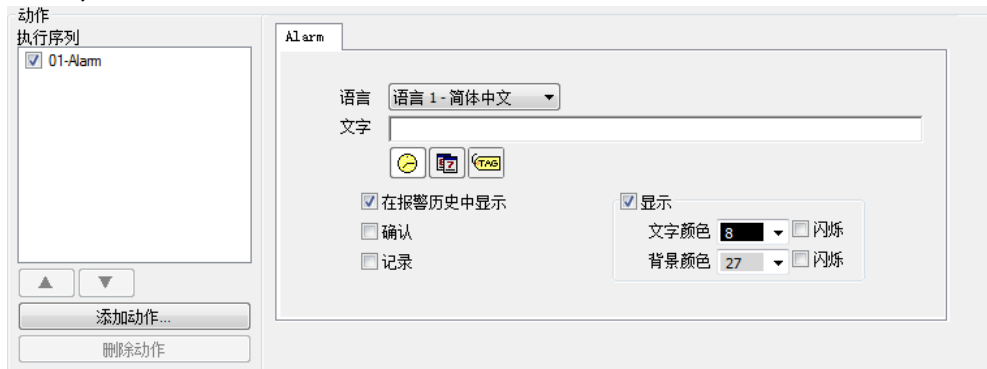 动作
执行序列
01-Alarm
添加动作...
删除动作
Alarm
语言 语言 1 - 简体中文
文字
TAG
在报警历史中显示
确认
记录
显示
文字颜色 8 闪烁
背景颜色 27 闪烁